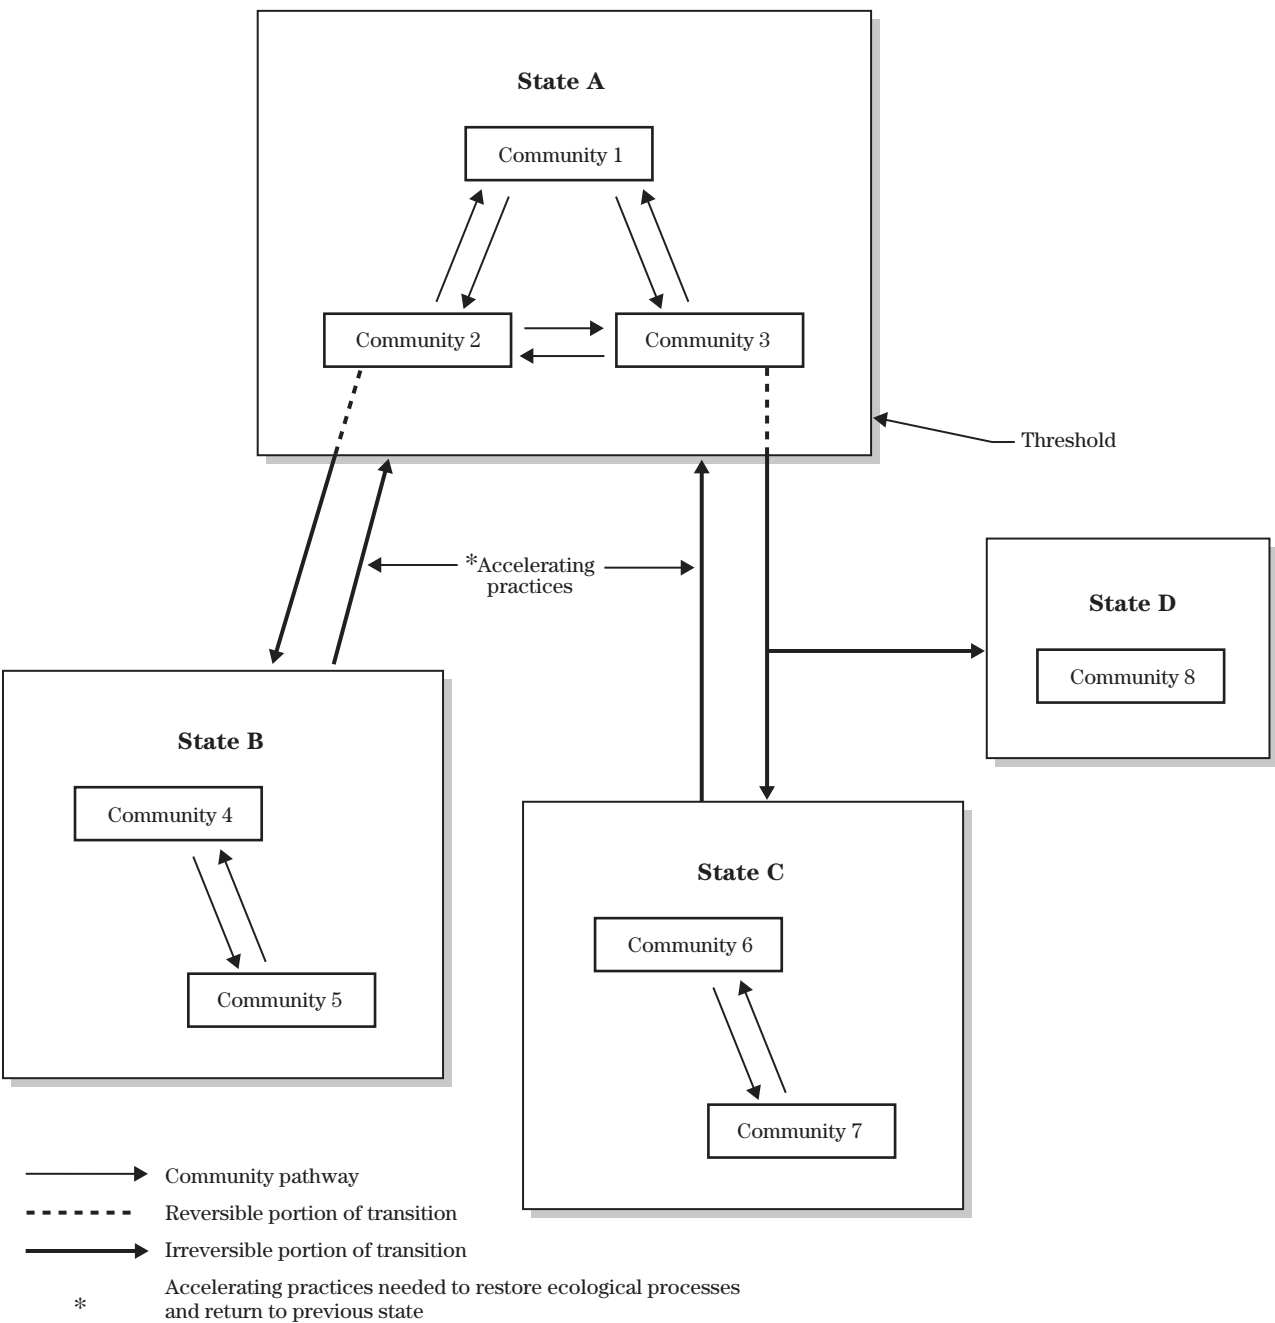 State A
Community 1
Community 2
Community 3
Threshold
*Accelerating
practices
State D
Community 8
State B
Community 4
Community 5
State C
Community 6
Community 7
Community pathway
Reversible portion of transition
Irreversible portion of transition
* Accelerating practices needed to restore ecological processes
and return to previous state